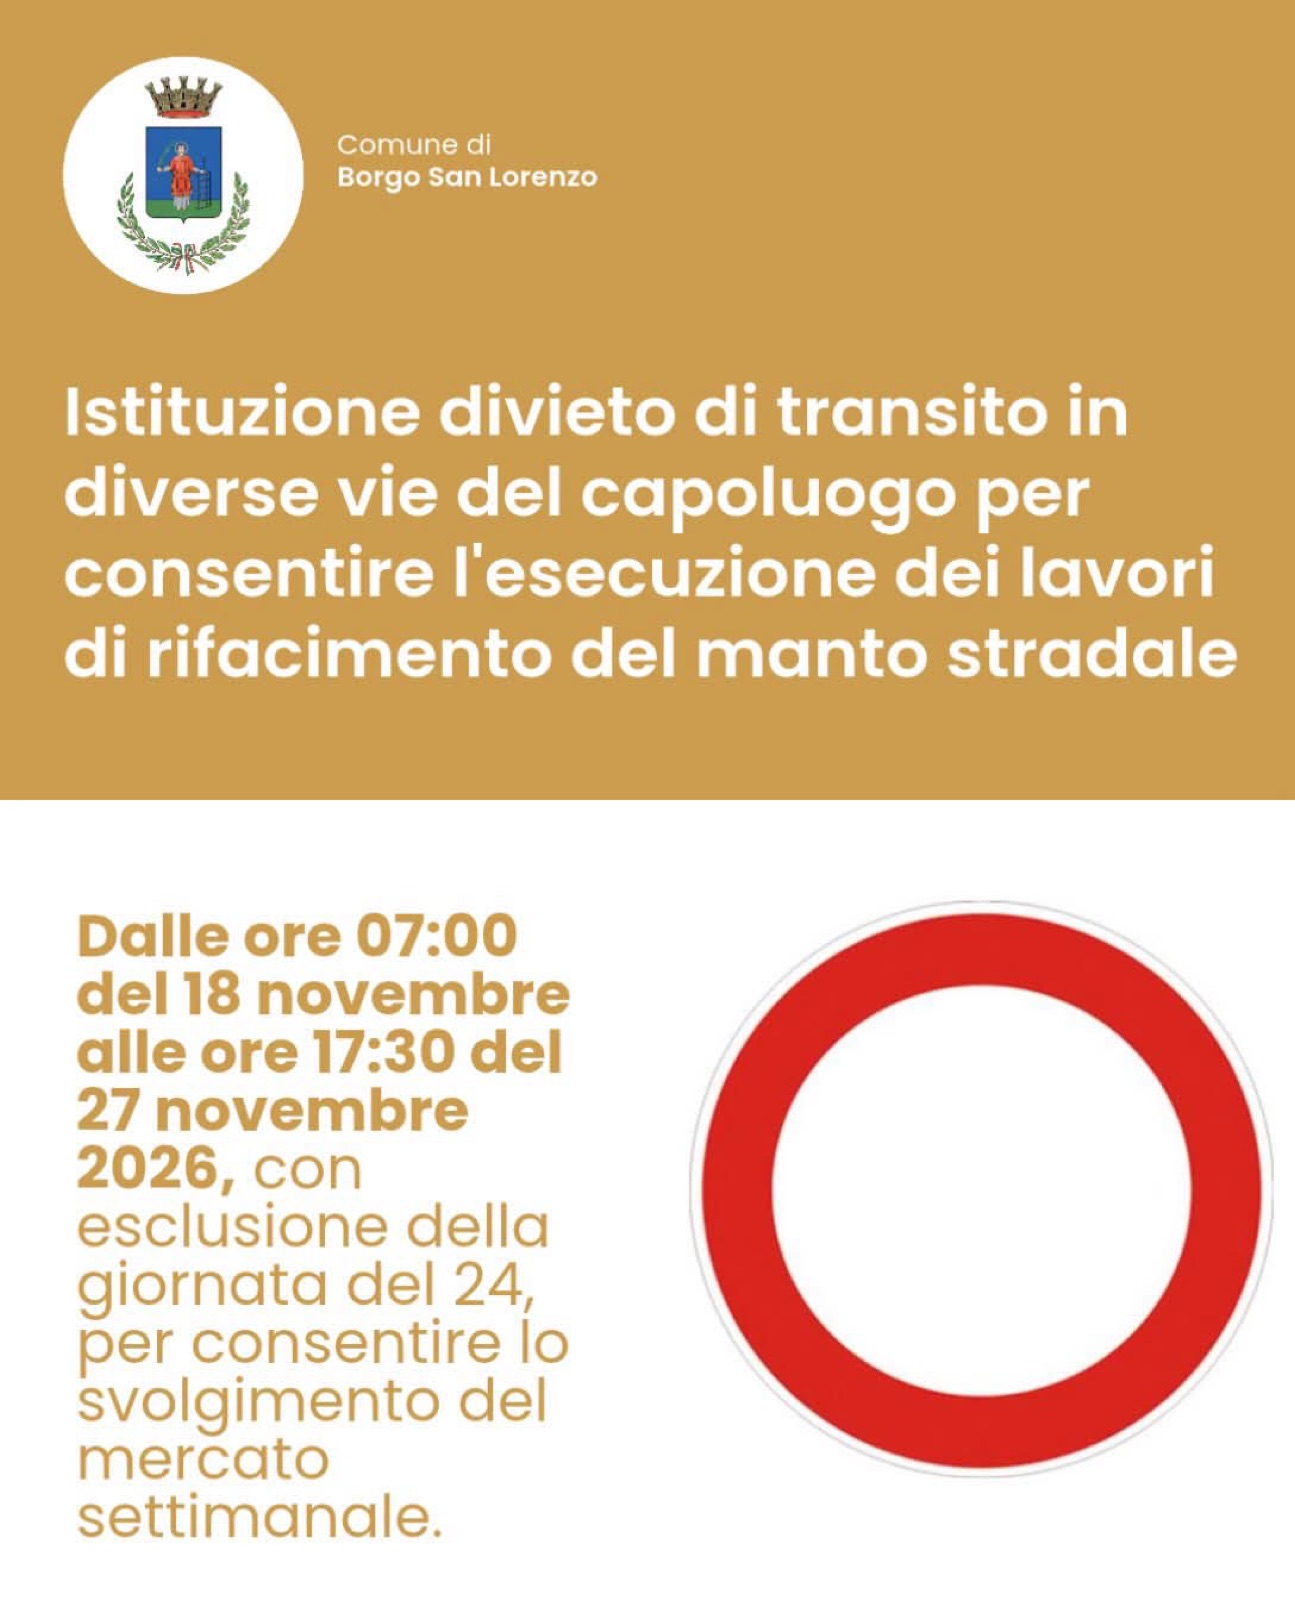 Comune di
Borgo San Lorenzo
Istituzione divieto di transito in
diverse vie del capoluogo per
consentire l'esecuzione dei lavori
di rifacimento del manto stradale
Dalle ore 07:00
del 18 novembre
alle ore 17:30 del
27 novembre
2026, con
esclusione della
giornata del 24,
per consentire lo
svolgimento del
mercato
settimanale.